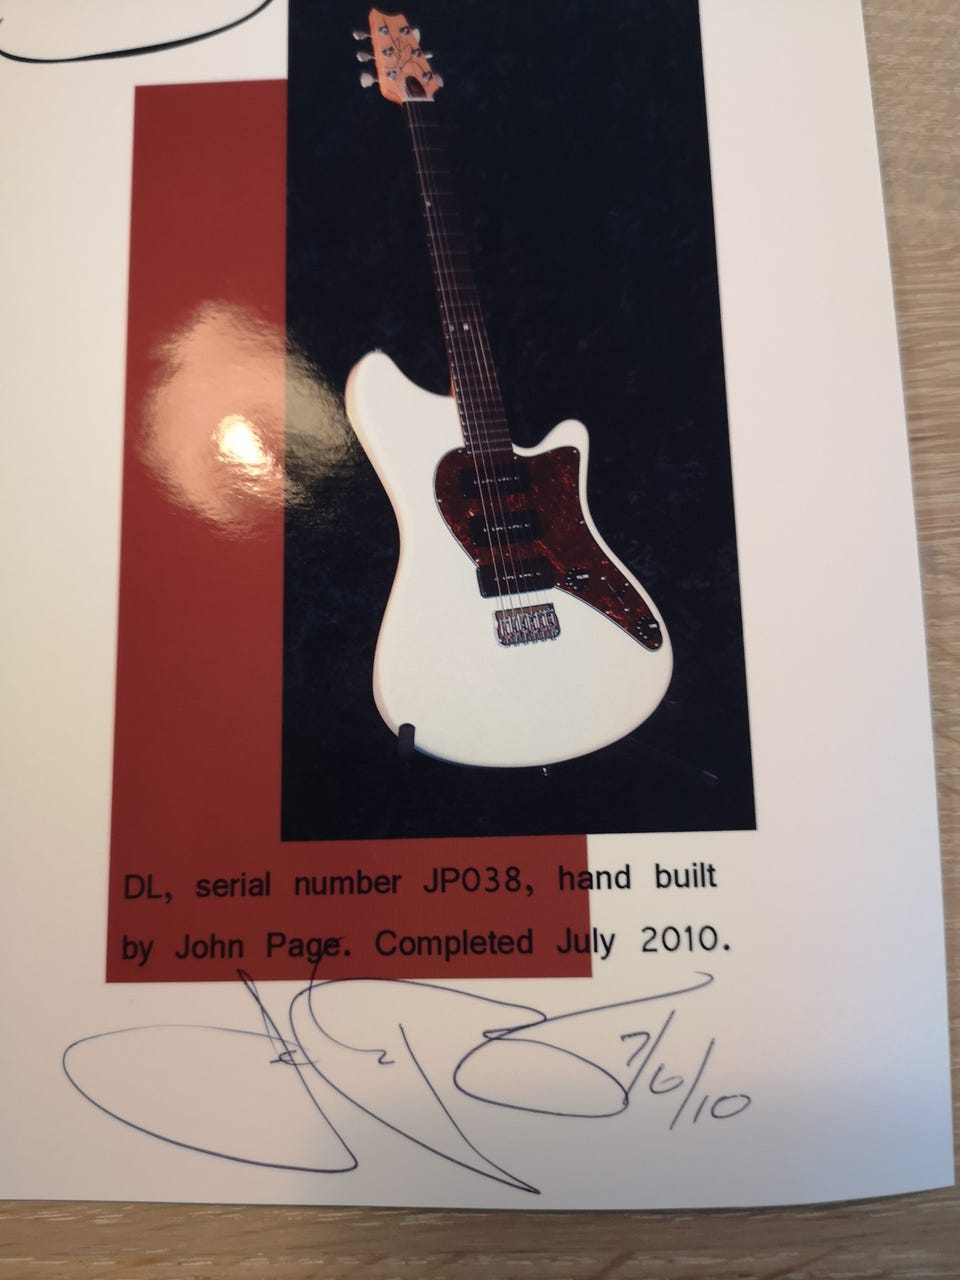 DL, serial number JP038, hand built
by John Page. Completed July 2010.
7/6/10